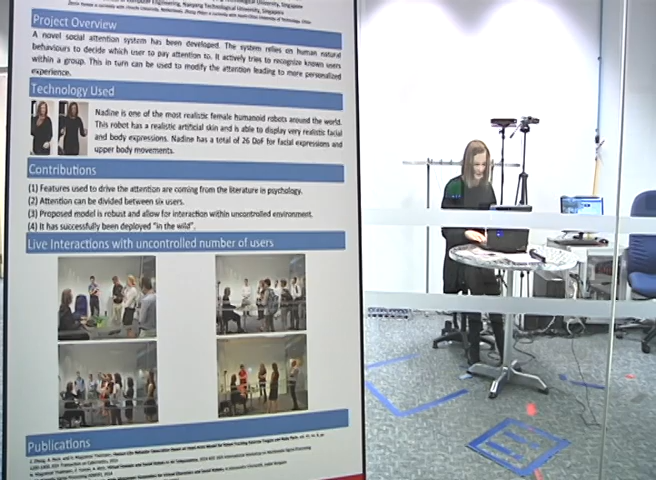 Computer Engineering, Nanyang Technological University, Singapore
Project Overview
A novel social attention system has been developed. The system relies on human natural
behaviours to decide which user to pay attention to. It actively tries to recognize known users
within a group. This in turn can be used to modify the attention leading to more personalized
experience.
Technology Used
Nadine is one of the most realistic female humanoid robots around the world.
This robot has a realistic artificial skin and is able to display very realistic facial
and body expressions. Nadine has a total of 26 DoF for facial expressions and
upper body movements.
Contributions
(1) Features used to drive the attention are coming from the literature in psychology.
(2) Attention can be divided between six users.
(3) Proposed model is robust and allow for interaction within uncontrolled environment.
(4) It has successfully been deployed "in the wild".
Live Interactions with uncontrolled number of users
Publications